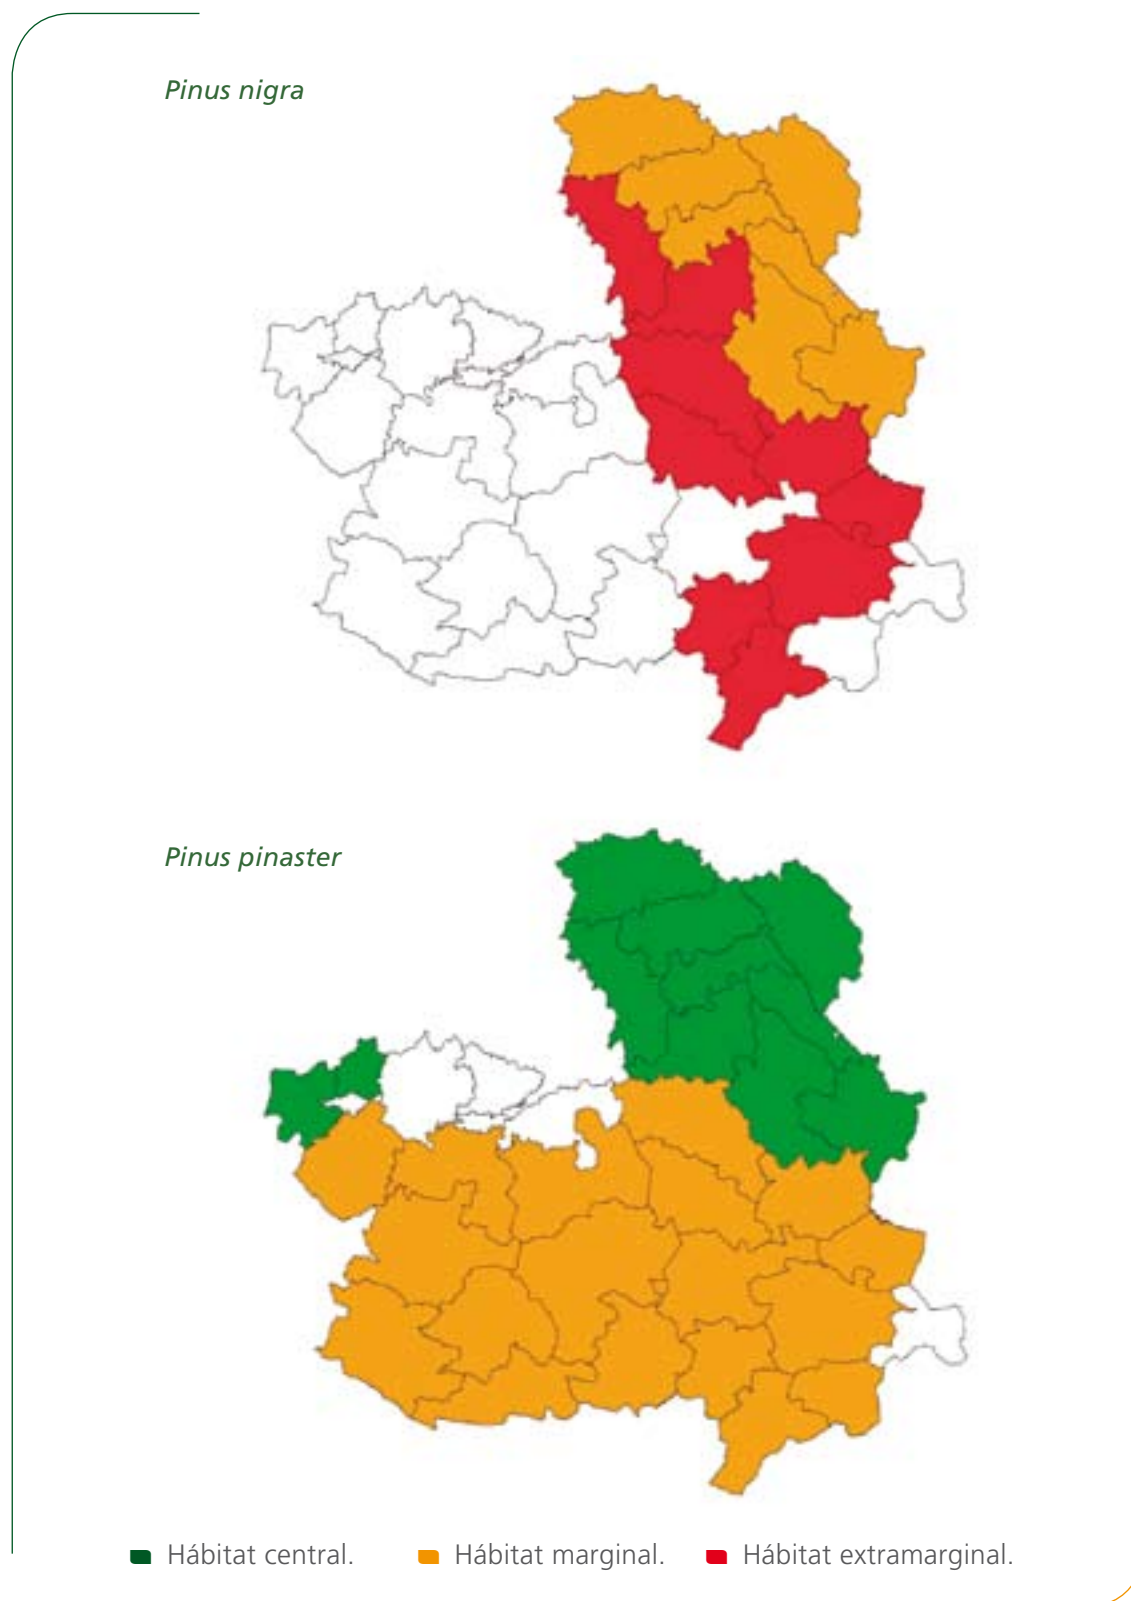 Pinus nigra
Pinus pinaster
Hábitat central. Hábitat marginal. Hábitat extramarginal.